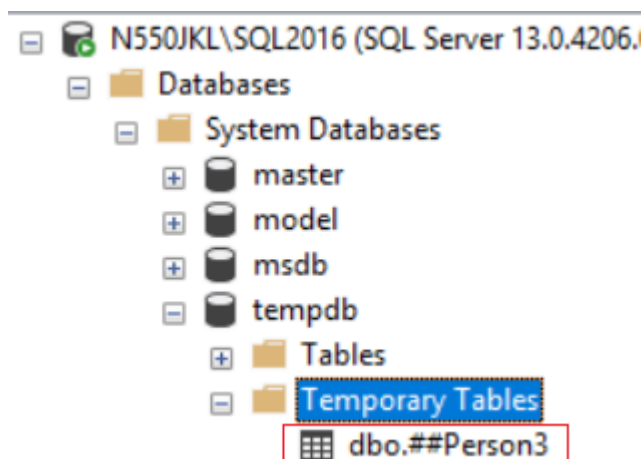 N550JKL\SQL2016 (SQL Server 13.0.4206.
Databases
System Databases
master
model
msdb
tempdb
Tables
Temporary Tables
dbo.##Person3